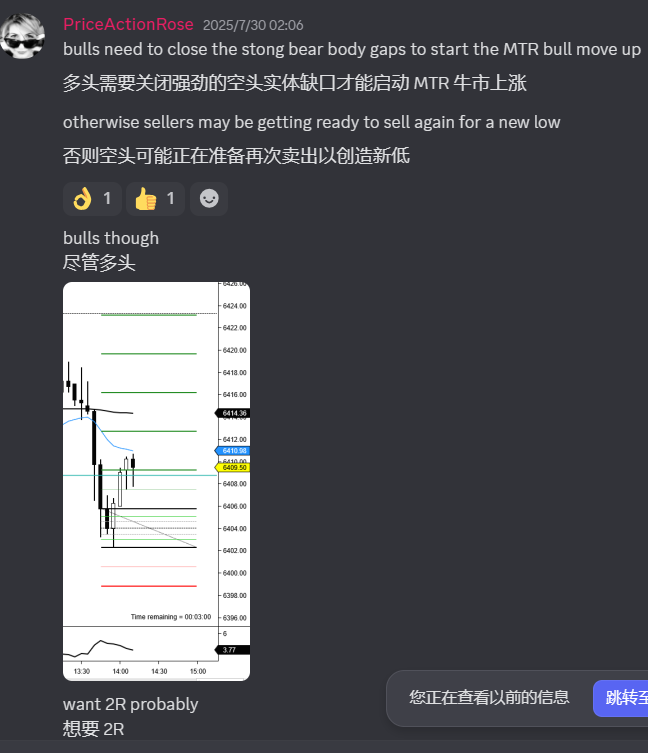 PriceActionRose 2025/7/30 02:06
bulls need to close the stong bear body gaps to start the MTR bull move up
多头需要关闭强劲的空头实体缺口才能启动 MTR 牛市上涨
otherwise sellers may be getting ready to sell again for a new low
否则空头可能正在准备再次卖出以创造新低
1 1
bulls though
尽管多头
6426.00
6424.00
6422.00
6420.00
6418.00
6416.00
6414.36
6412.00
6410.98
6410.00
6409.50
6408.00
6406.00
6404.00
6402.00
6400.00
6398.00
6396.00
Time remaining = 00:03:00
6
3.77
13:30 14:00 14:30 15:00
您正在查看以前的信息 跳转至
want 2R probably
想要 2R